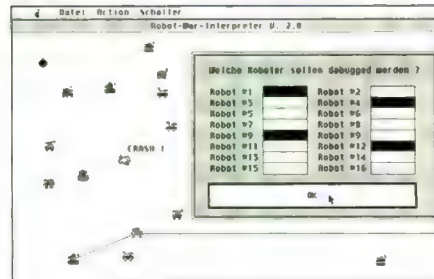 Datei Action Schalter
Robot-War-Interpreter V. 2.0
Welche Roboter sollen debugged werden ?
Robot #1 Robot #2
Robot #3 Robot #4
Robot #5 Robot #6
Robot #7 Robot #8
Robot #9 Robot #9
Robot #11 Robot #12
Robot #13 Robot #14
Robot #15 Robot #16
CRASH !
OK